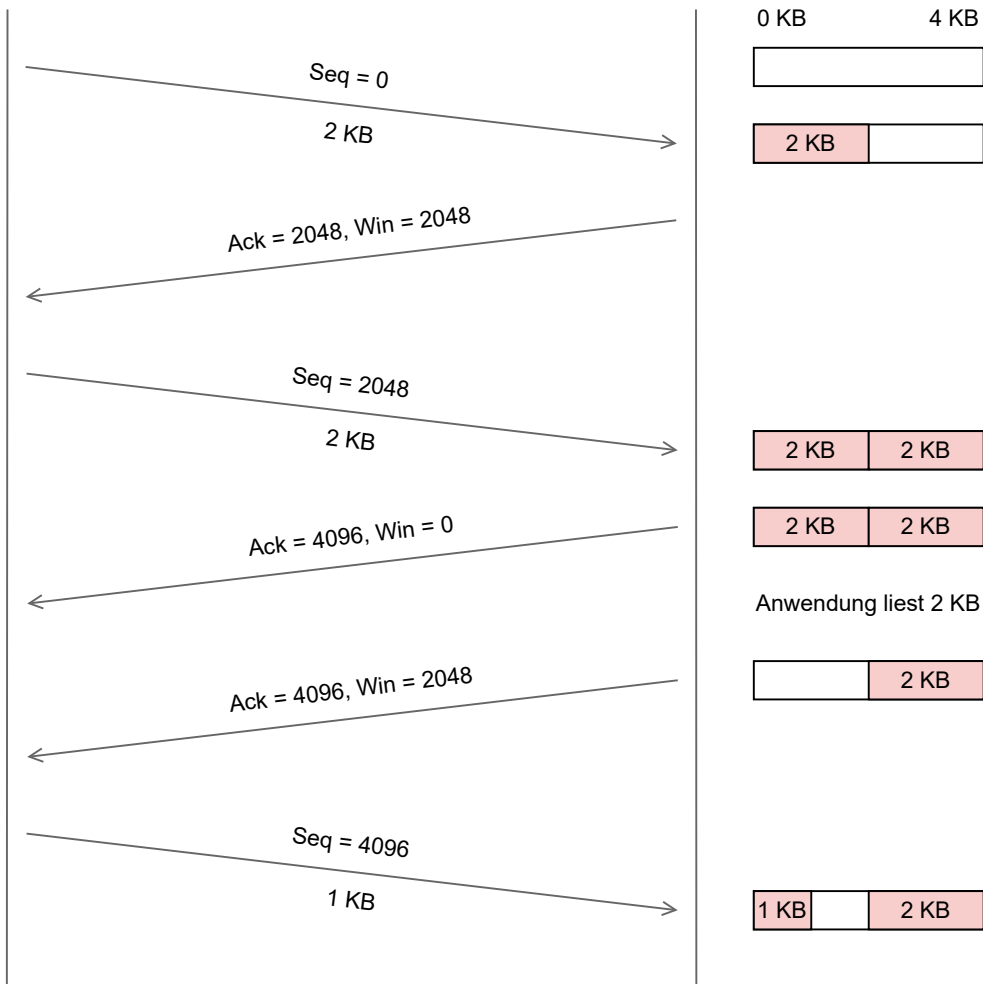 0 KB 4 KB
Seq = 0
2 KB
2 KB
Ack = 2048, Win = 2048
Seq = 2048
2 KB
2 KB 2 KB
Ack = 4096, Win = 0
2 KB 2 KB
Anwendung liest 2 KB
Ack = 4096, Win = 2048
2 KB
Seq = 4096
1 KB
1 KB 2 KB